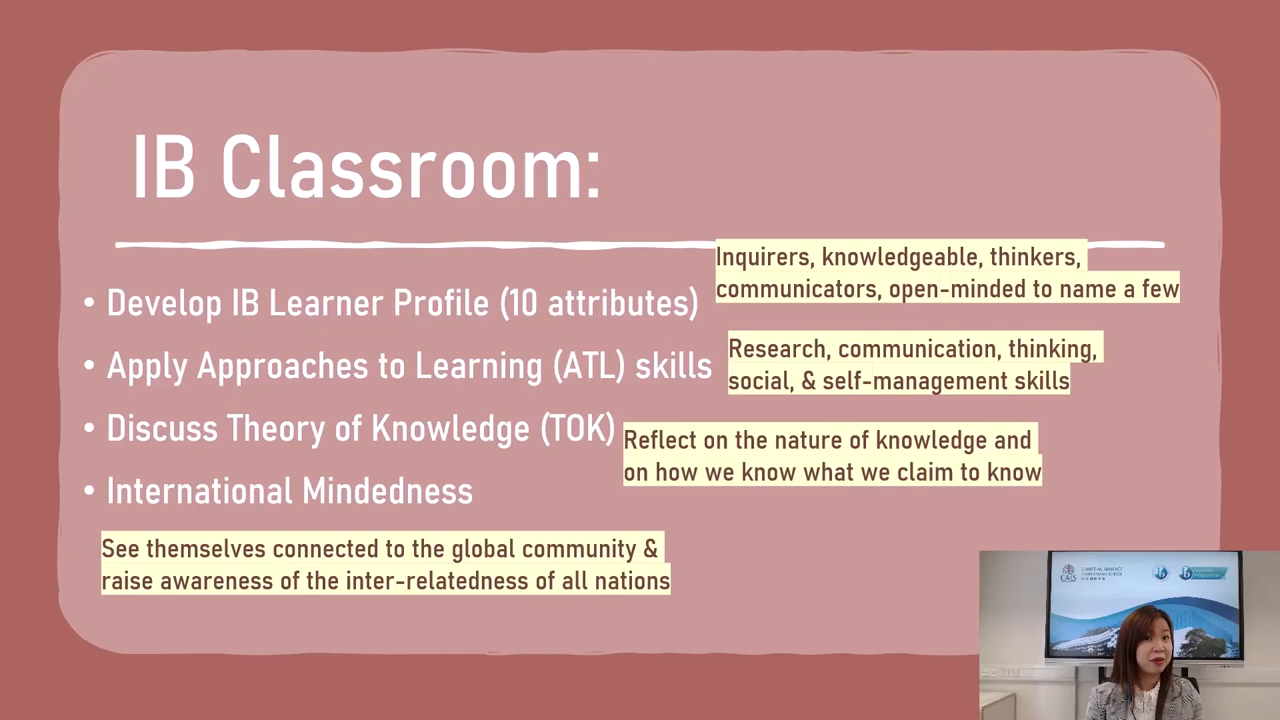 IB Classroom:
Inquirers, knowledgeable, thinkers,
communicators, open-minded to name a few
• Develop IB Learner Profile (10 attributes)
Research, communication, thinking,
social, & self-management skills
• Apply Approaches to Learning (ATL) skills
• Discuss Theory of Knowledge (TOK)
Reflect on the nature of knowledge and
on how we know what we claim to know
• International Mindedness
See themselves connected to the global community &
raise awareness of the inter-relatedness of all nations
CAIS